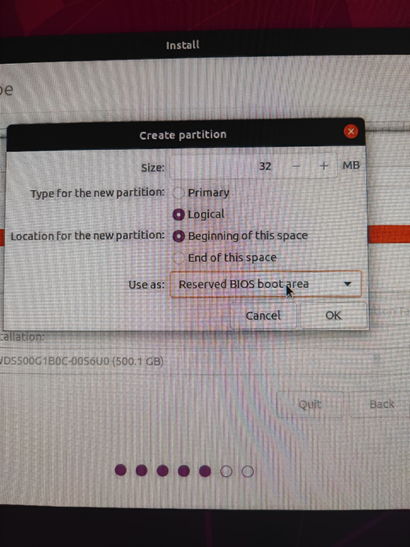 Install
pe
Create partition
Size: 32 − + MB
Type for the new partition: Primary
Logical
Location for the new partition: Beginning of this space
End of this space
Use as: Reserved BIOS boot area
Cancel OK
allation:
WDS500G1B0C-00S6U0 (500.1 GB)
Quit Back